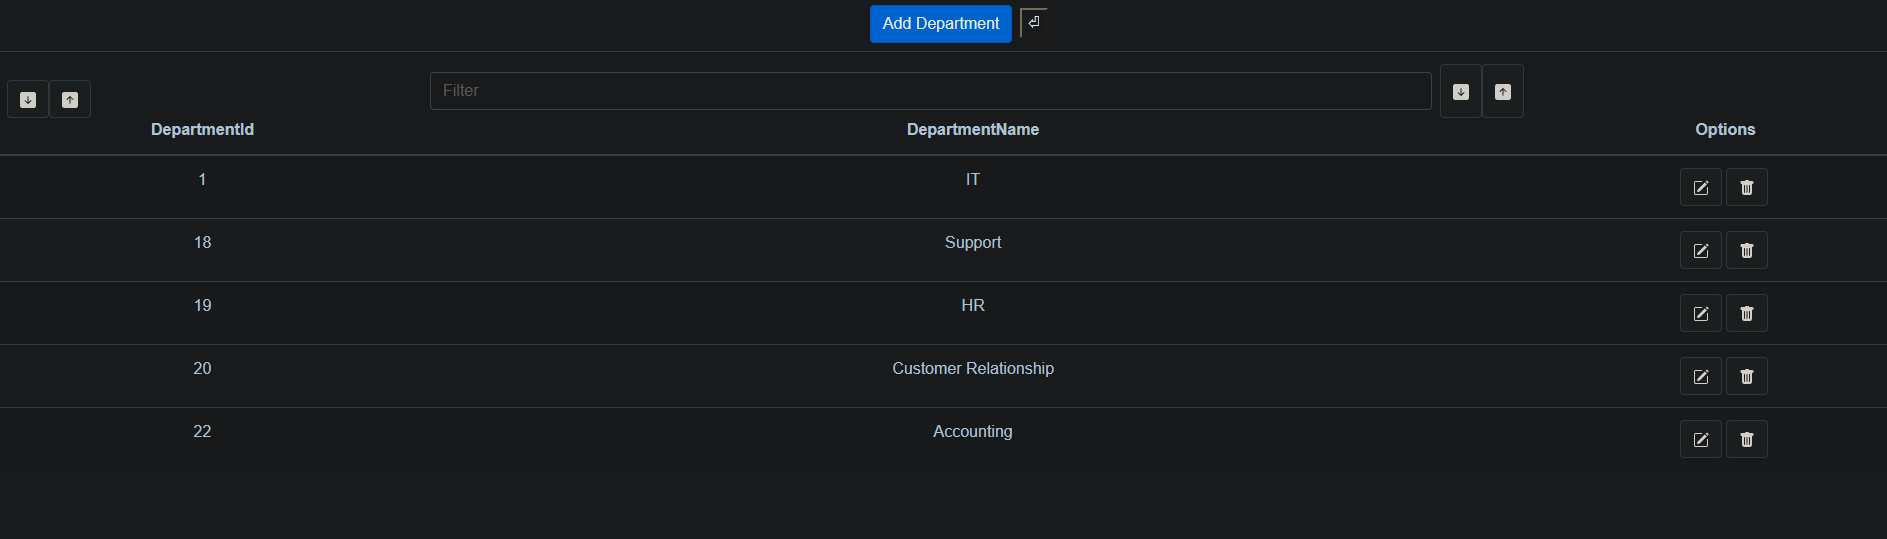 Add Department
Filter
DepartmentId DepartmentName Options
1 IT
18 Support
19 HR
20 Customer Relationship
22 Accounting